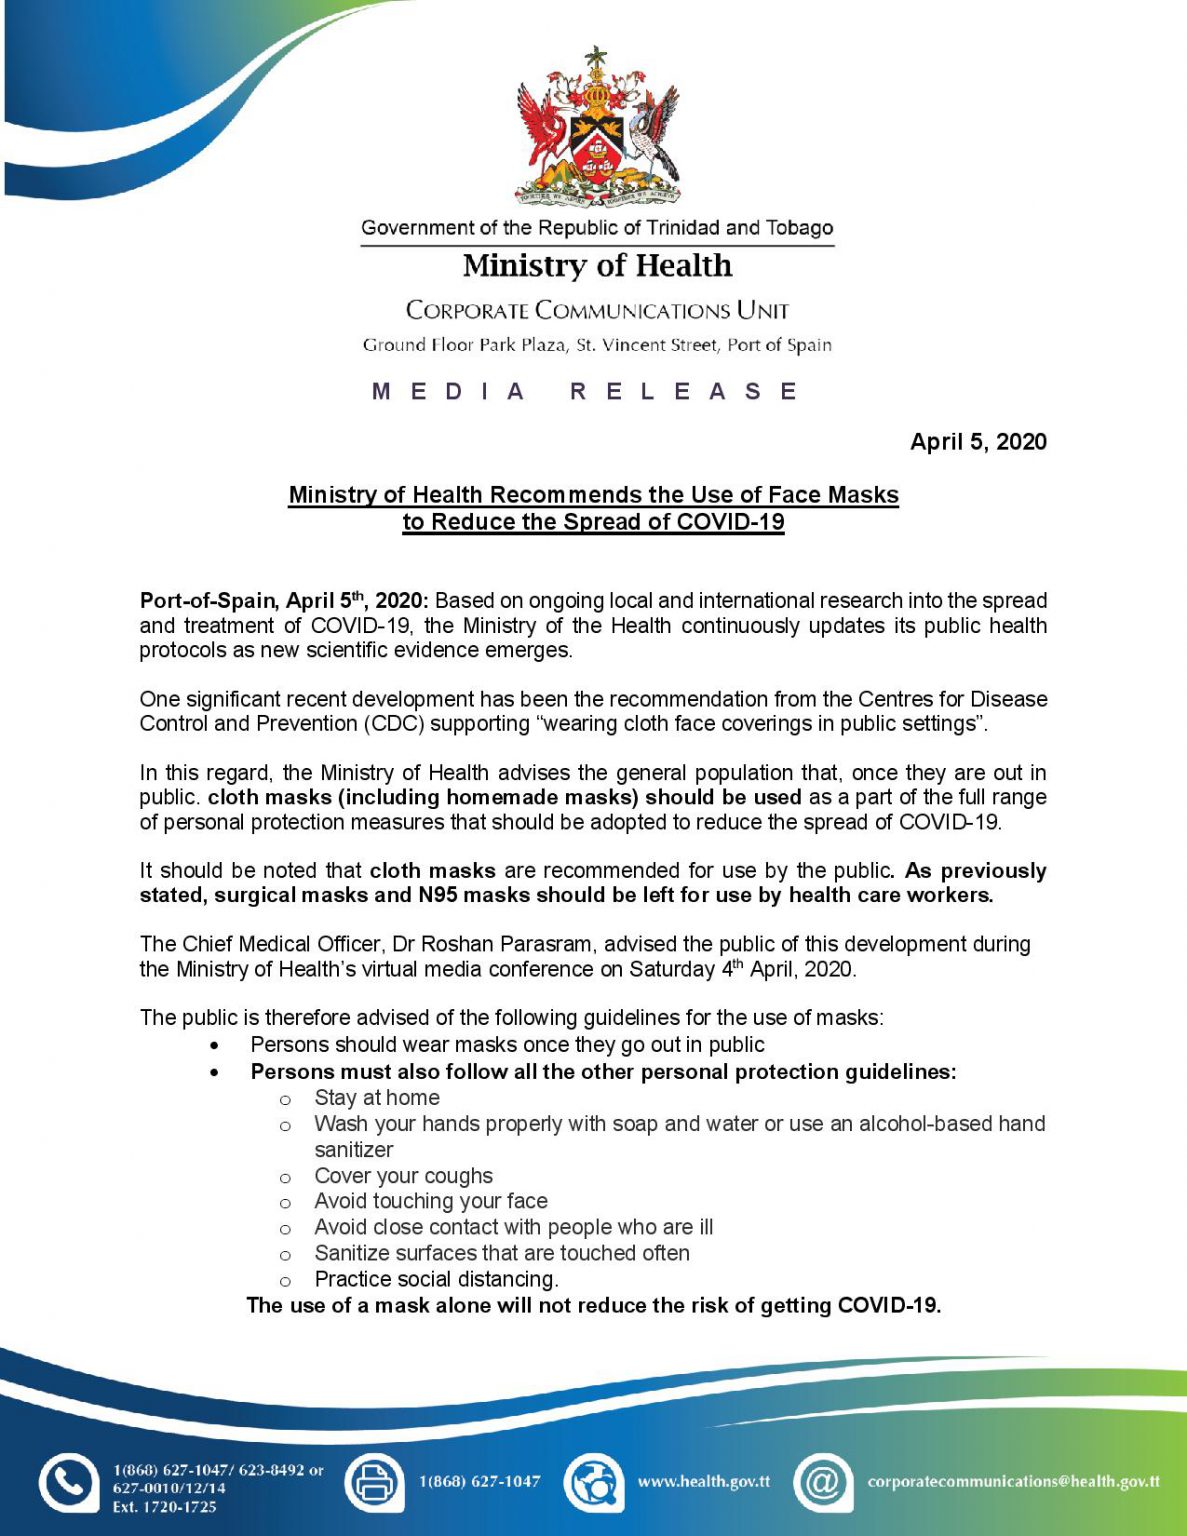 TOGETHER WE ASPIRE TOGETHER WE ACHIEVE
Government of the Republic of Trinidad and Tobago
Ministry of Health
CORPORATE COMMUNICATIONS UNIT
Ground Floor Park Plaza, St. Vincent Street, Port of Spain
MEDIA RELEASE
April 5, 2020
Ministry of Health Recommends the Use of Face Masks
to Reduce the Spread of COVID-19
Port-of-Spain, April 5th, 2020: Based on ongoing local and international research into the spread
and treatment of COVID-19, the Ministry of the Health continuously updates its public health
protocols as new scientific evidence emerges.
One significant recent development has been the recommendation from the Centres for Disease
Control and Prevention (CDC) supporting “wearing cloth face coverings in public settings”.
In this regard, the Ministry of Health advises the general population that, once they are out in
public. cloth masks (including homemade masks) should be used as a part of the full range
of personal protection measures that should be adopted to reduce the spread of COVID-19.
It should be noted that cloth masks are recommended for use by the public. As previously
stated, surgical masks and N95 masks should be left for use by health care workers.
The Chief Medical Officer, Dr Roshan Parasram, advised the public of this development during
the Ministry of Health’s virtual media conference on Saturday 4th April, 2020.
The public is therefore advised of the following guidelines for the use of masks:
• Persons should wear masks once they go out in public
• Persons must also follow all the other personal protection guidelines:
o Stay at home
o Wash your hands properly with soap and water or use an alcohol-based hand
sanitizer
o Cover your coughs
o Avoid touching your face
o Avoid close contact with people who are ill
o Sanitize surfaces that are touched often
o Practice social distancing.
The use of a mask alone will not reduce the risk of getting COVID-19.
1(868) 627-1047/ 623-8492 or
627-0010/12/14
Ext. 1720-1725
1(868) 627-1047
www.health.gov.tt
@
corporatecommunications@health.gov.tt